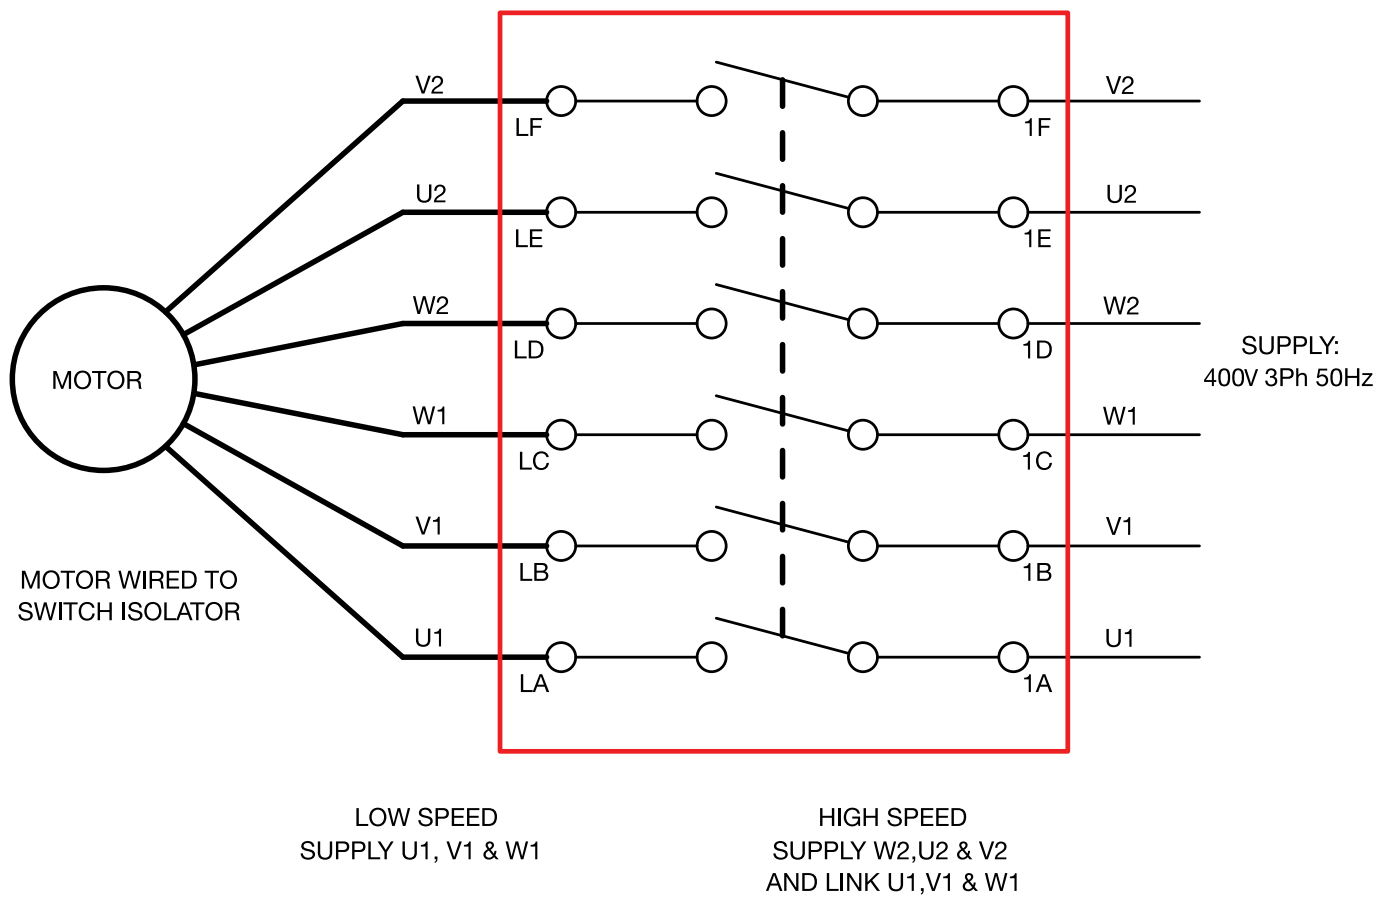 V2 V2
LF 1F
U2 U2
LE 1E
W2 W2
LD 1D
SUPPLY:
400V 3Ph 50Hz
MOTOR
W1 W1
LC 1C
V1 V1
LB 1B
MOTOR WIRED TO
SWITCH ISOLATOR
U1 U1
LA 1A
LOW SPEED
SUPPLY U1, V1 & W1
HIGH SPEED
SUPPLY W2,U2 & V2
AND LINK U1,V1 & W1